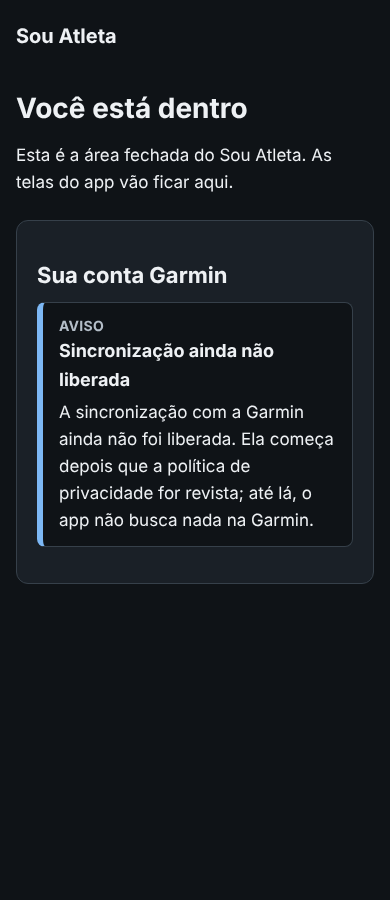 Sou Atleta
Você está dentro
Esta é a área fechada do Sou Atleta. As
telas do app vão ficar aqui.
Sua conta Garmin
AVISO
Sincronização ainda não
liberada
A sincronização com a Garmin
ainda não foi liberada. Ela começa
depois que a política de
privacidade for revista; até lá, o
app não busca nada na Garmin.